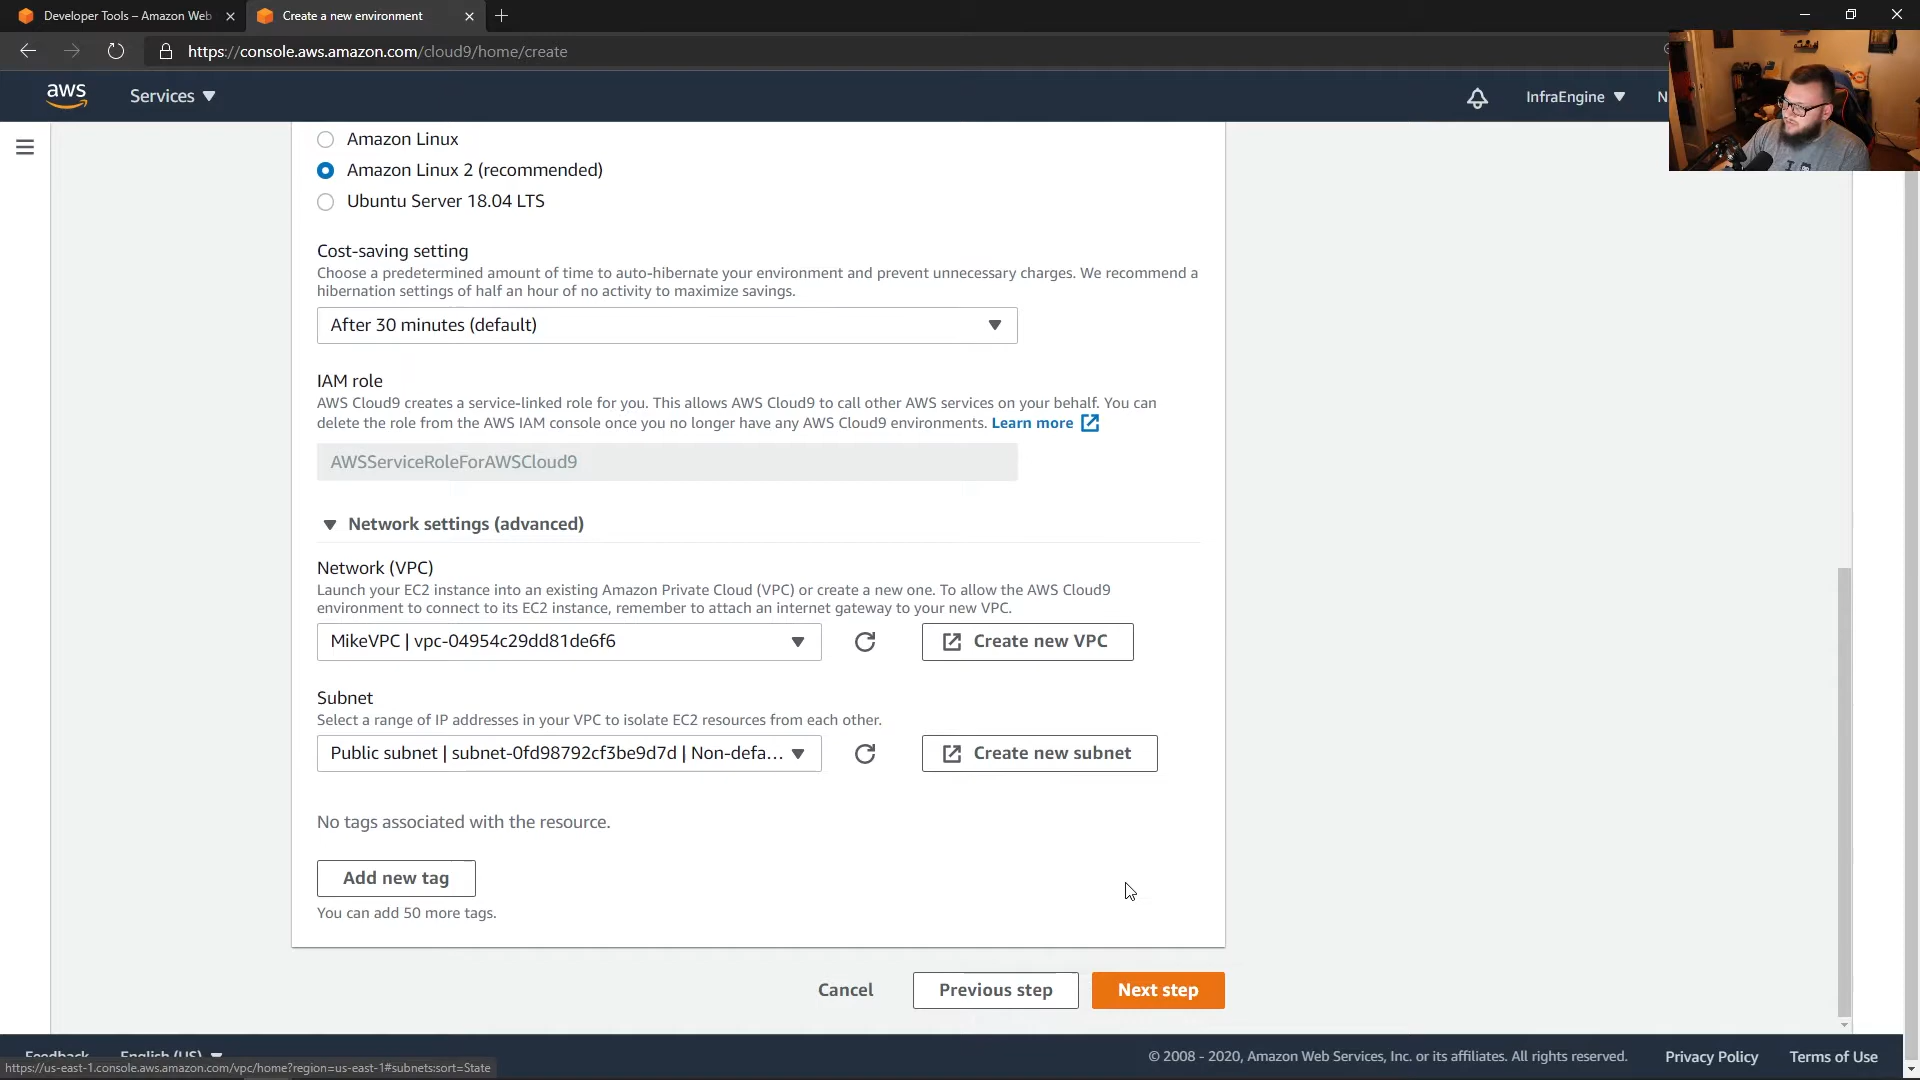 Developer Tools – Amazon Web
Create a new environment
https://console.aws.amazon.com/cloud9/home/create
aws
Services
InfraEngine
N
Amazon Linux
Amazon Linux 2 (recommended)
Ubuntu Server 18.04 LTS
Cost-saving setting
Choose a predetermined amount of time to auto-hibernate your environment and prevent unnecessary charges. We recommend a
hibernation settings of half an hour of no activity to maximize savings.
After 30 minutes (default)
IAM role
AWS Cloud9 creates a service-linked role for you. This allows AWS Cloud9 to call other AWS services on your behalf. You can
delete the role from the AWS IAM console once you no longer have any AWS Cloud9 environments. Learn more
AWSServiceRoleForAWSCloud9
Network settings (advanced)
Network (VPC)
Launch your EC2 instance into an existing Amazon Private Cloud (VPC) or create a new one. To allow the AWS Cloud9
environment to connect to its EC2 instance, remember to attach an internet gateway to your new VPC.
MikeVPC | vpc-04954c29dd81de6f6
Create new VPC
Subnet
Select a range of IP addresses in your VPC to isolate EC2 resources from each other.
Public subnet | subnet-0fd98792cf3be9d7d | Non-defa...
Create new subnet
No tags associated with the resource.
Add new tag
You can add 50 more tags.
Cancel
Previous step
Next step
Feedback
English (US)
© 2008 - 2020, Amazon Web Services, Inc. or its affiliates. All rights reserved.
Privacy Policy
Terms of Use
https://us-east-1.console.aws.amazon.com/vpc/home?region=us-east-1#subnets:sort=State